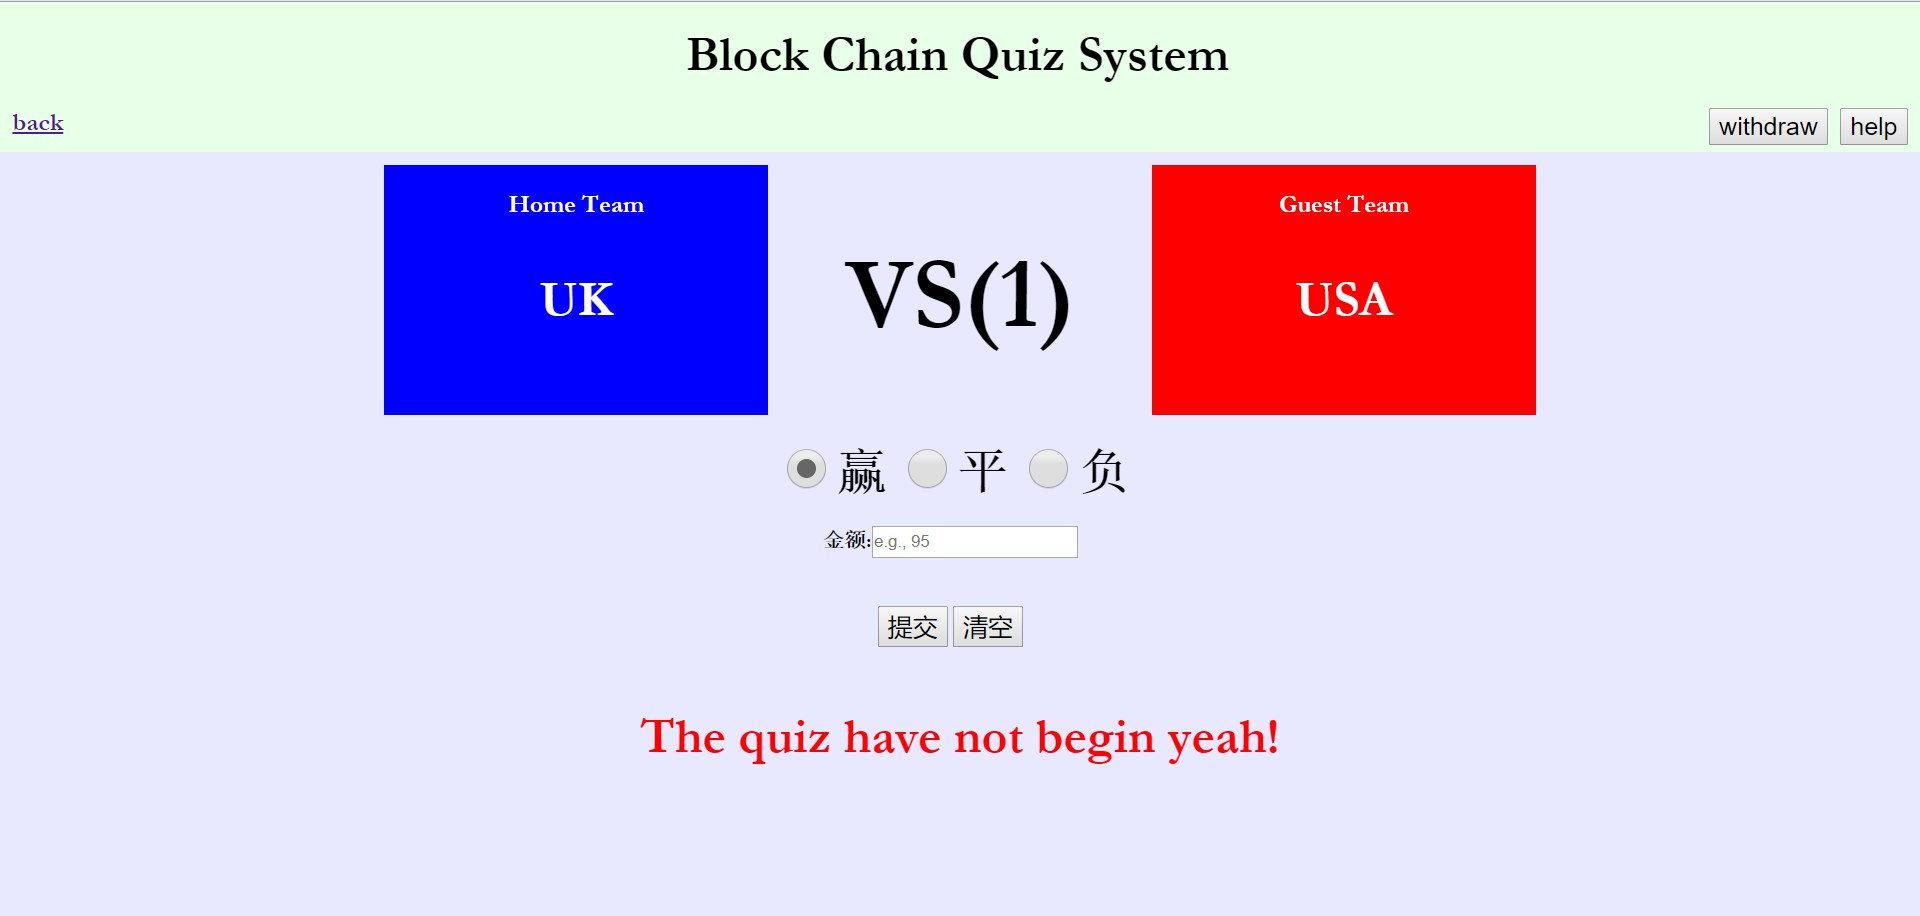 Block Chain Quiz System
back
withdraw help
Home Team
Guest Team
UK
VS(1)
USA
赢 平 负
金额:e.g., 95
提交 清空
The quiz have not begin yeah!